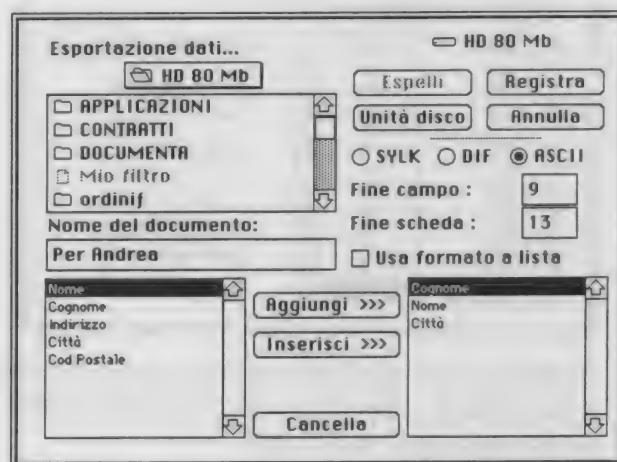 Esportazione dati...
HD 80 Mb
HD 80 Mb
APPLICAZIONI
CONTRATTI
DOCUMENTA
Mio filtro
ordinif
Espelli
Registra
Unità disco
Annulla
SYLK
DIF
ASCII
Fine campo :
9
Fine scheda :
13
Nome del documento:
Per Andrea
Usa formato a lista
Nome
Cognome
Indirizzo
Città
Cod Postale
Aggiungi >>>
Inserisci >>>
Cancella
Cognome
Nome
Città